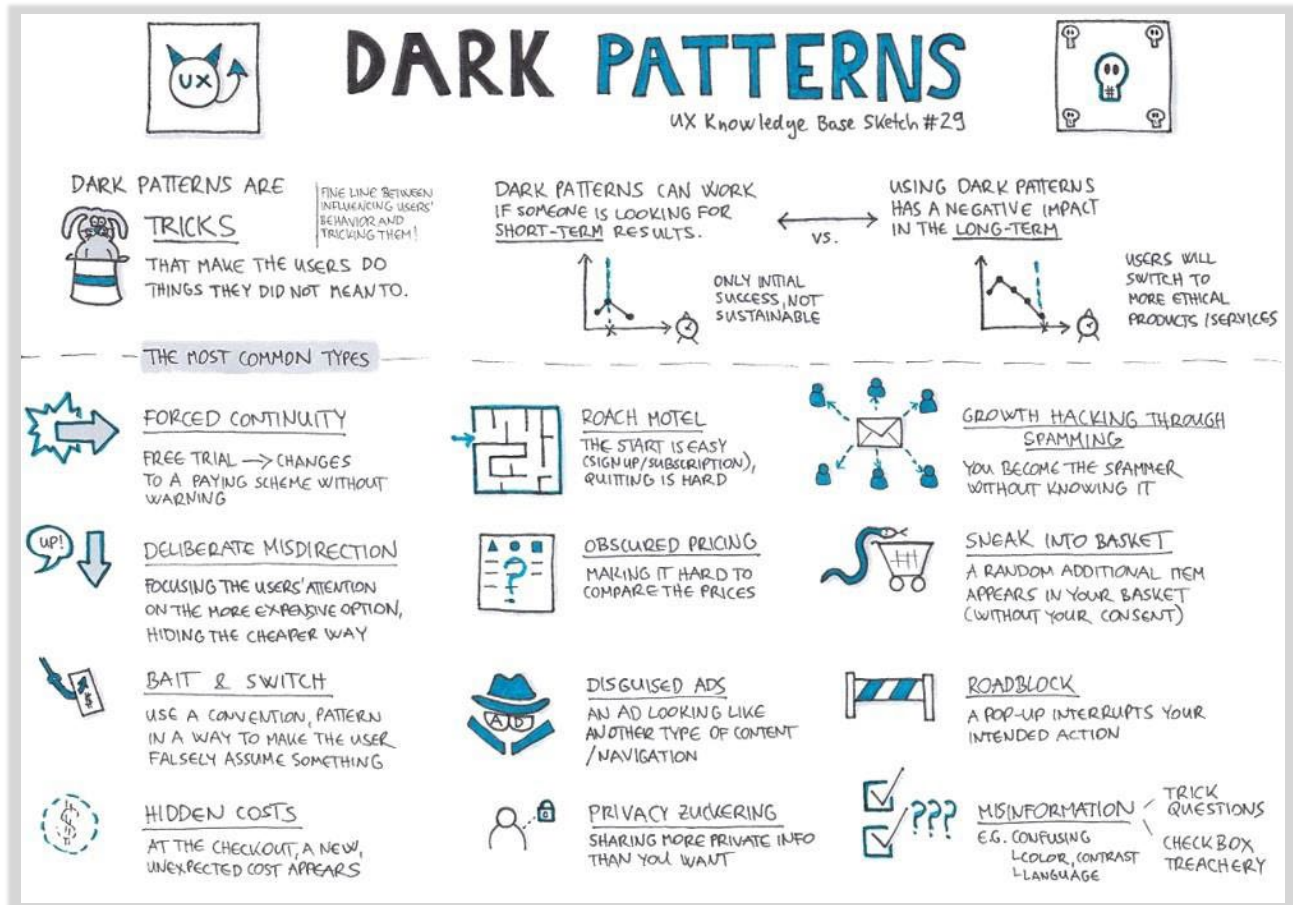 UX
DARK PATTERNS
UX Knowledge Base Sketch #29
DARK PATTERNS ARE
TRICKS
THAT MAKE THE USERS DO
THINGS THEY DID NOT MEAN TO.
FINE LINE BETWEEN
INFLUENCING USERS'
BEHAVIOR AND
TRICKING THEM!
DARK PATTERNS CAN WORK
IF SOMEONE IS LOOKING FOR
SHORT-TERM RESULTS.
ONLY INITIAL
SUCCESS, NOT
SUSTAINABLE
VS.
USING DARK PATTERNS
HAS A NEGATIVE IMPACT
IN THE LONG-TERM
USERS WILL
SWITCH TO
MORE ETHICAL
PRODUCTS/SERVICES
THE MOST COMMON TYPES
FORCED CONTINUITY
FREE TRIAL → CHANGES
TO A PAYING SCHEME WITHOUT
WARNING
ROACH MOTEL
THE START IS EASY
(SIGNUP/SUBSCRIPTION),
QUITTING IS HARD
GROWTH HACKING THROUGH
SPAMMING
YOU BECOME THE SPAMMER
WITHOUT KNOWING IT
UP!
DELIBERATE MISDIRECTION
FOCUSING THE USERS' ATTENTION
ON THE MORE EXPENSIVE OPTION,
HIDING THE CHEAPER WAY
?
OBSCURED PRICING
MAKING IT HARD TO
COMPARE THE PRICES
SNEAK INTO BASKET
A RANDOM ADDITIONAL ITEM
APPEARS IN YOUR BASKET
(WITHOUT YOUR CONSENT)
$
BAIT & SWITCH
USE A CONVENTION, PATTERN
IN A WAY TO MAKE THE USER
FALSELY ASSUME SOMETHING
AD
DISGUISED ADS
AN AD LOOKING LIKE
ANOTHER TYPE OF CONTENT
/NAVIGATION
ROADBLOCK
A POP-UP INTERRUPTS YOUR
INTENDED ACTION
$
HIDDEN COSTS
AT THE CHECKOUT, A NEW,
UNEXPECTED COST APPEARS
PRIVACY ZUCKERING
SHARING MORE PRIVATE INFO
THAN YOU WANT
???
MISINFORMATION
E.G. CONFUSING
COLOR, CONTRAST
LANGUAGE
TRICK
QUESTIONS
CHECKBOX
TREACHERY